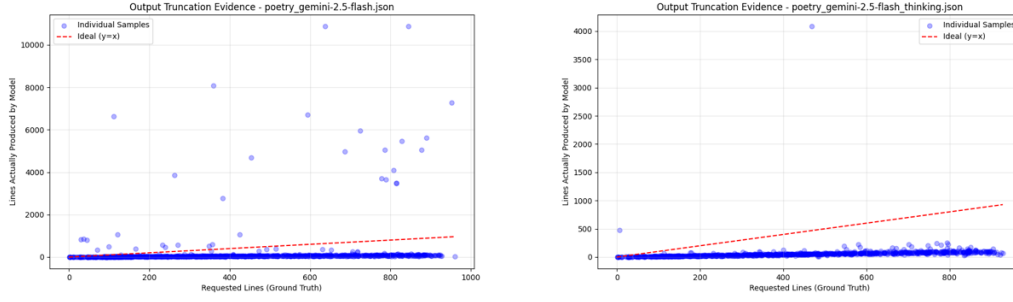 Output Truncation Evidence - poetry_gemini-2.5-flash.json
Individual Samples
Ideal (y=x)
Lines Actually Produced by Model
10000
8000
6000
4000
2000
0
0
200
400
600
800
1000
Requested Lines (Ground Truth)
Output Truncation Evidence - poetry_gemini-2.5-flash_thinking.json
Individual Samples
Ideal (y=x)
Lines Actually Produced by Model
4000
3500
3000
2500
2000
1500
1000
500
0
0
200
400
600
800
Requested Lines (Ground Truth)